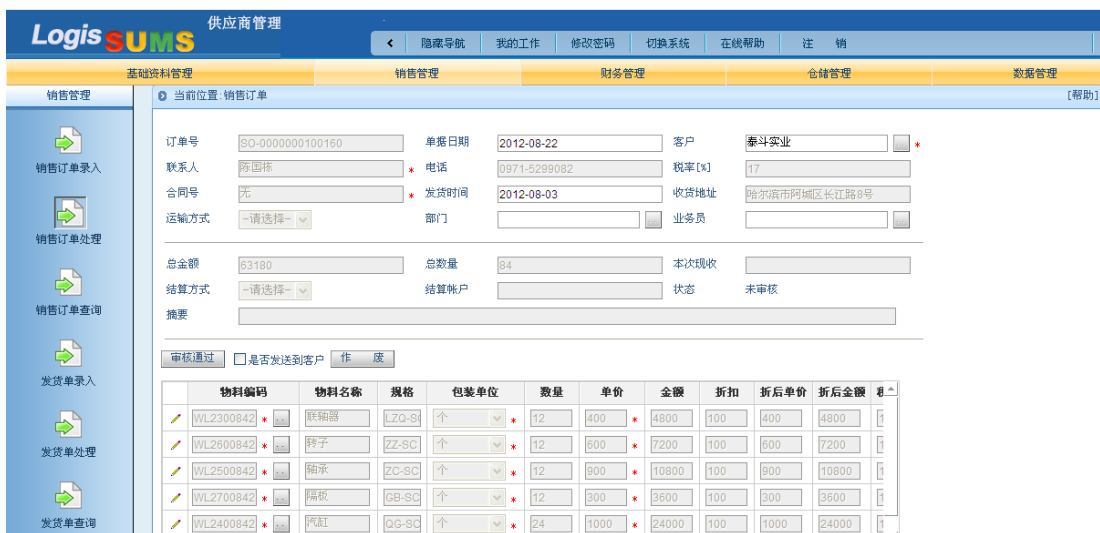 Logis SUMS 供应商管理
隐藏导航 我的工作 修改密码 切换系统 在线帮助 注 销
基础资料管理 销售管理 财务管理 仓储管理 数据管理
销售管理 当前位置:销售订单 [帮助]
订单号 SO-0000000100160 单据日期 2012-08-22 客户 泰斗实业 ... *
销售订单录入 联系人 陈国栋 * 电话 0971-5299082 税率[%] 17
合同号 无 * 发货时间 2012-08-03 收货地址 哈尔滨市阿城区长江路8号
运输方式 -请选择- 部门 ... 业务员 ...
销售订单处理
总金额 63180 总数量 84 本次现收
结算方式 -请选择- 结算帐户 状态 未审核
销售订单查询 摘要
审核通过 是否发送到客户 作 废
发货单录入
物料编码 物料名称 规格 包装单位 数量 单价 金额 折扣 折后单价 折后金额
WL2300842 * ... 联轴器 LZQ-SC 个 * 12 400 * 4800 100 400 4800 1
WL2600842 * ... 转子 ZZ-SC 个 * 12 600 * 7200 100 600 7200 1
发货单处理
WL2500842 * ... 轴承 ZC-SC 个 * 12 900 * 10800 100 900 10800 1
WL2700842 * ... 隔板 GB-SC 个 * 12 300 * 3600 100 300 3600 1
发货单查询 WL2400842 * ... 汽缸 QG-SC 个 * 24 1000 * 24000 100 1000 24000 1